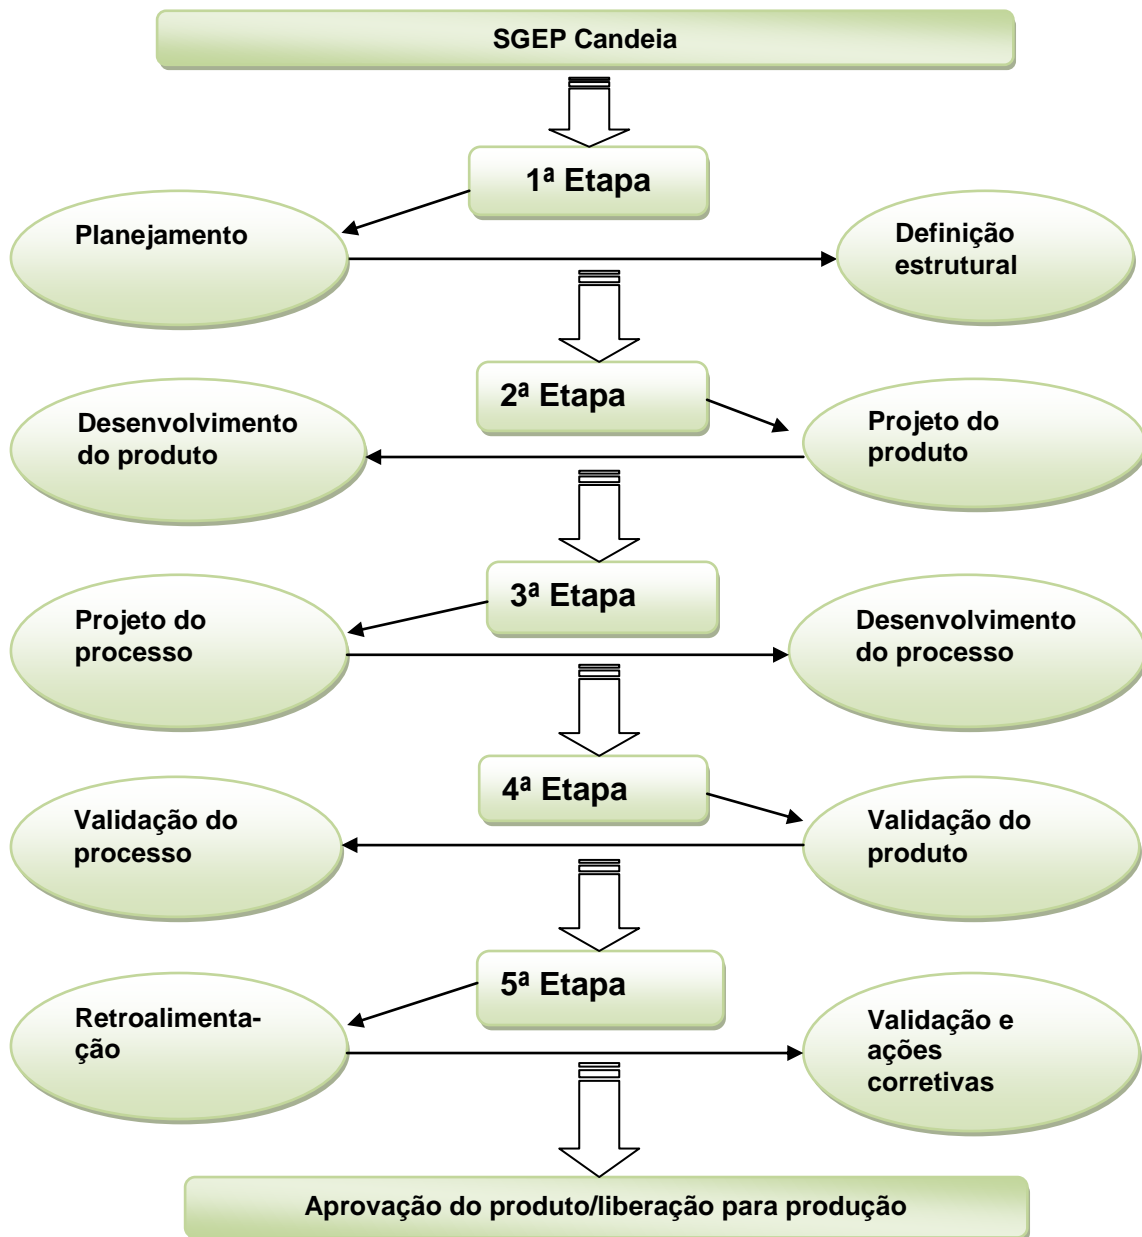 SGEP Candeia
1ª Etapa
Planejamento
Definição
estrutural
2ª Etapa
Projeto do
produto
Desenvolvimento
do produto
3ª Etapa
Projeto do
processo
Desenvolvimento
do processo
4ª Etapa
Validação do
produto
Validação do
processo
5ª Etapa
Retroalimenta-
ção
Validação e
ações
corretivas
Aprovação do produto/liberação para produção